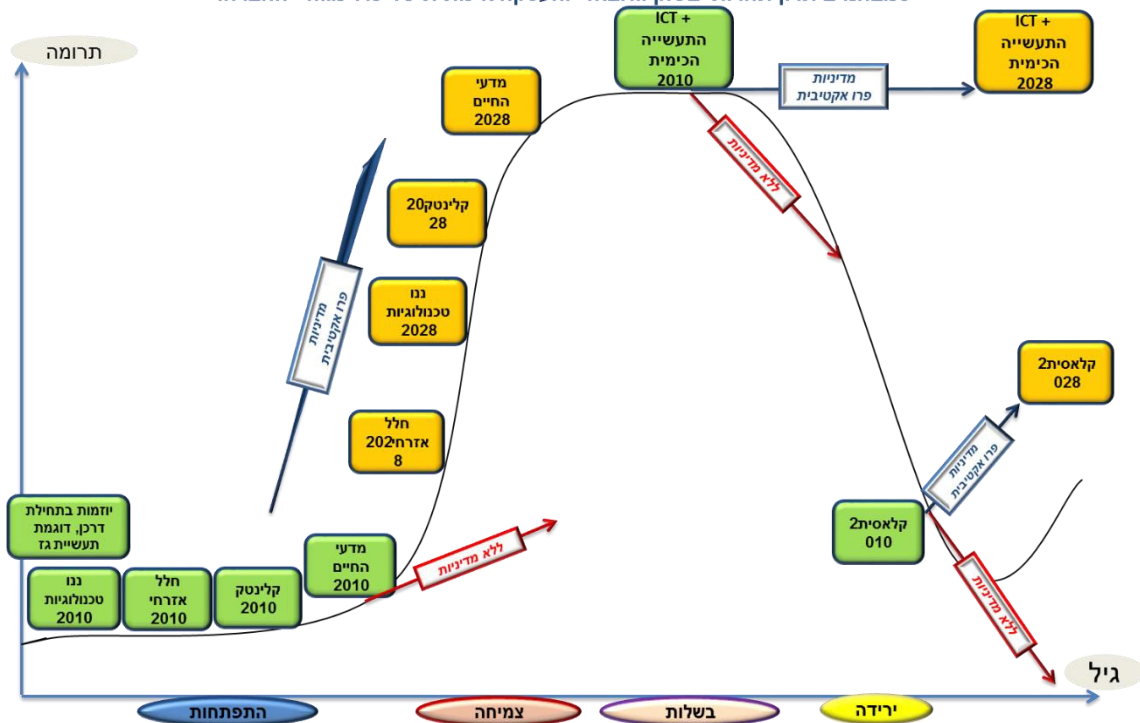 תרומה
ICT +
התעשייה
הכימית
2010
מדיניות
פרו אקטיבית
ICT +
התעשייה
הכימית
2028
מדעי
החיים
2028
ללא מדיניות
קלינטק20
28
מדיניות
פרו אקטיבית
ננו
טכנולוגיות
2028
קלאסית2
028
חלל
אזרחי202
8
מדיניות
פרו אקטיבית
יוזמות בתחילת
דרכן, דוגמת
תעשיית גז
קלאסית2
010
מדעי
החיים
2010
ללא מדיניות
ננו
טכנולוגיות
2010
חלל
אזרחי
2010
קלינטק
2010
ללא מדיניות
גיל
התפתחות
צמיחה
בשלות
ירידה